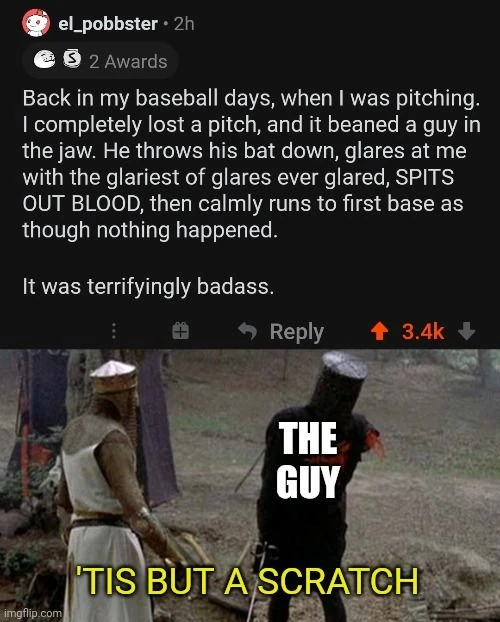 el_pobbster • 2h
2 Awards
Back in my baseball days, when I was pitching.
I completely lost a pitch, and it beaned a guy in
the jaw. He throws his bat down, glares at me
with the glariest of glares ever glared, SPITS
OUT BLOOD, then calmly runs to first base as
though nothing happened.
It was terrifyingly badass.
Reply 3.4k
THE
GUY
'TIS BUT A SCRATCH
imgflip.com